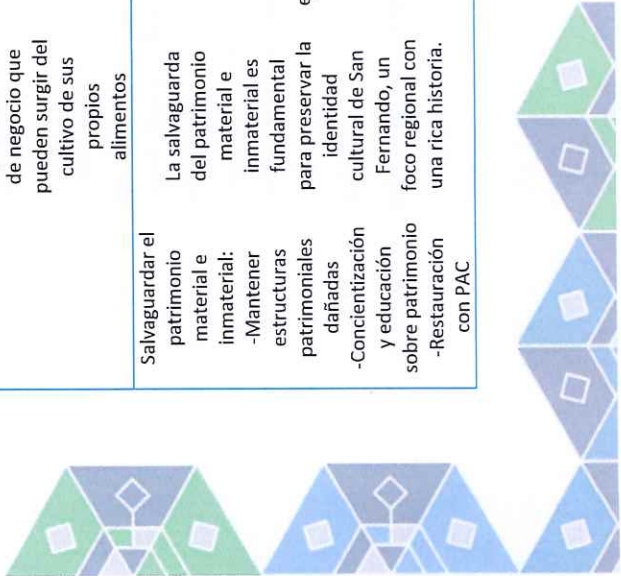 de negocio que
pueden surgir del
cultivo de sus
propios
alimentos
Salvaguardar el
patrimonio
material e
inmaterial:
-Mantener
estructuras
patrimoniales
dañadas
-Concientización
y educación
sobre patrimonio
-Restauración
con PAC
La salvaguarda
del patrimonio
material e
inmaterial es
fundamental
para preservar la
identidad
cultural de San
Fernando, un
foco regional con
una rica historia.